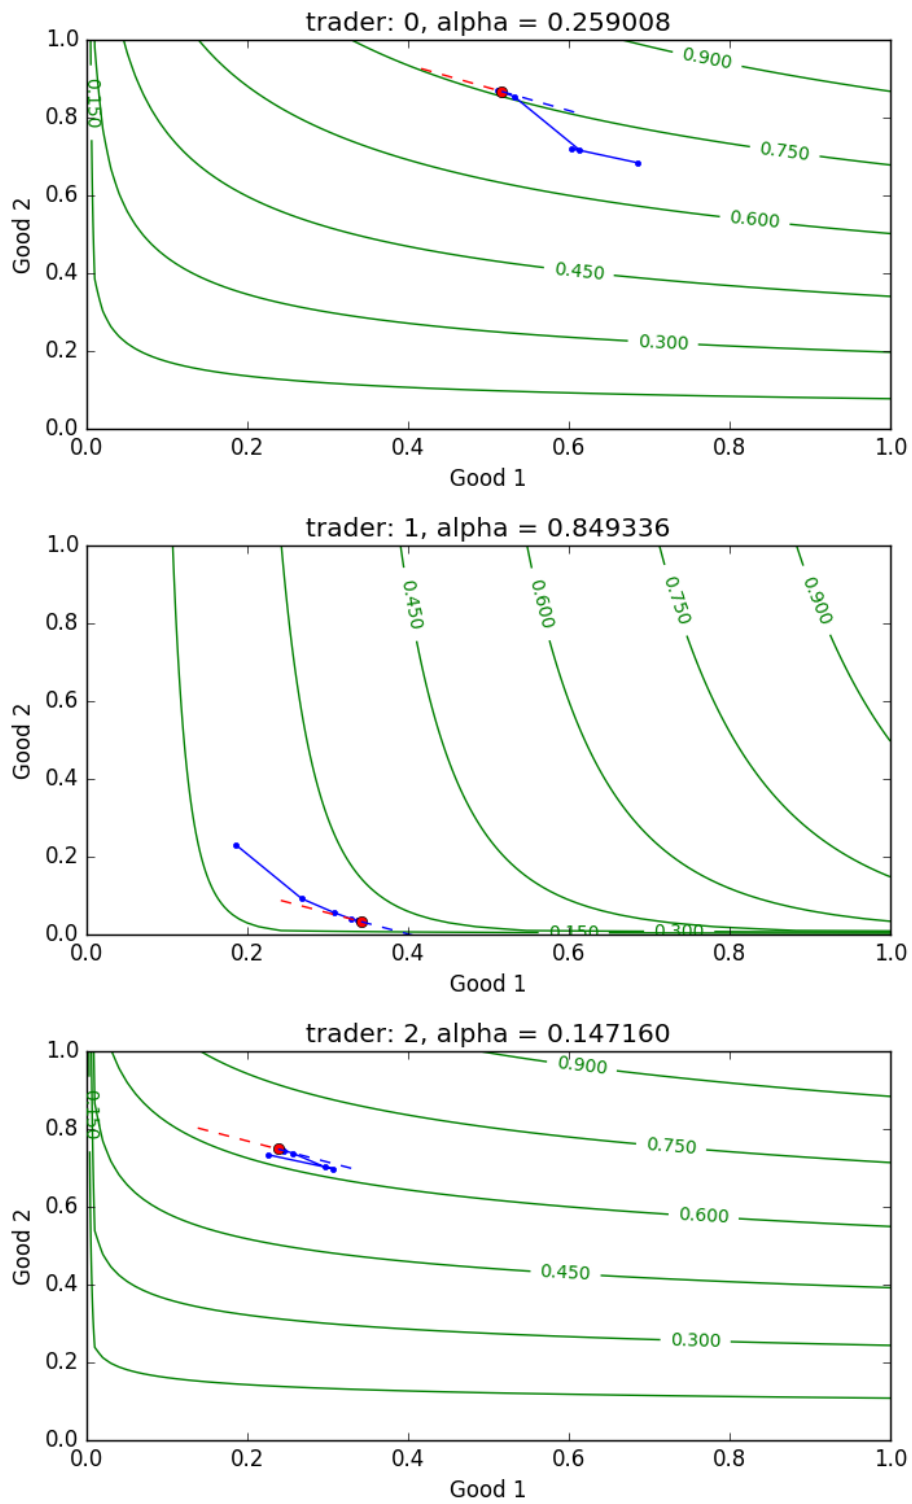 trader: 0, alpha = 0.259008
1.0
0.900
0.8
0.150
0.750
0.6
0.600
Good 2
0.450
0.4
0.300
0.2
0.0
0.0 0.2 0.4 0.6 0.8 1.0
Good 1
trader: 1, alpha = 0.849336
1.0
0.450 0.600 0.750 0.900
0.8
0.6
Good 2
0.4
0.2
0.0
0.150 0.300
0.0 0.2 0.4 0.6 0.8 1.0
Good 1
trader: 2, alpha = 0.147160
1.0
0.900
0.150
0.8
0.750
0.6
0.600
Good 2
0.450
0.4
0.300
0.2
0.0
0.0 0.2 0.4 0.6 0.8 1.0
Good 1